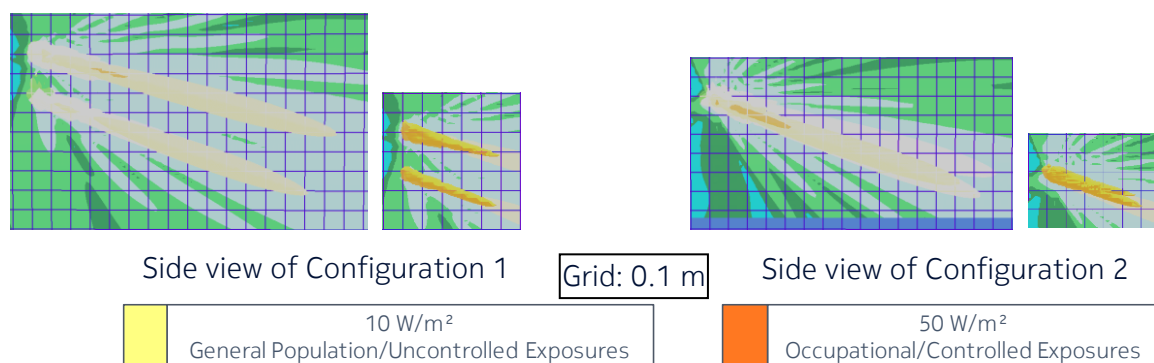 Side view of Configuration 1
Grid: 0.1 m
Side view of Configuration 2
10 W/m²
General Population/Uncontrolled Exposures
50 W/m²
Occupational/Controlled Exposures